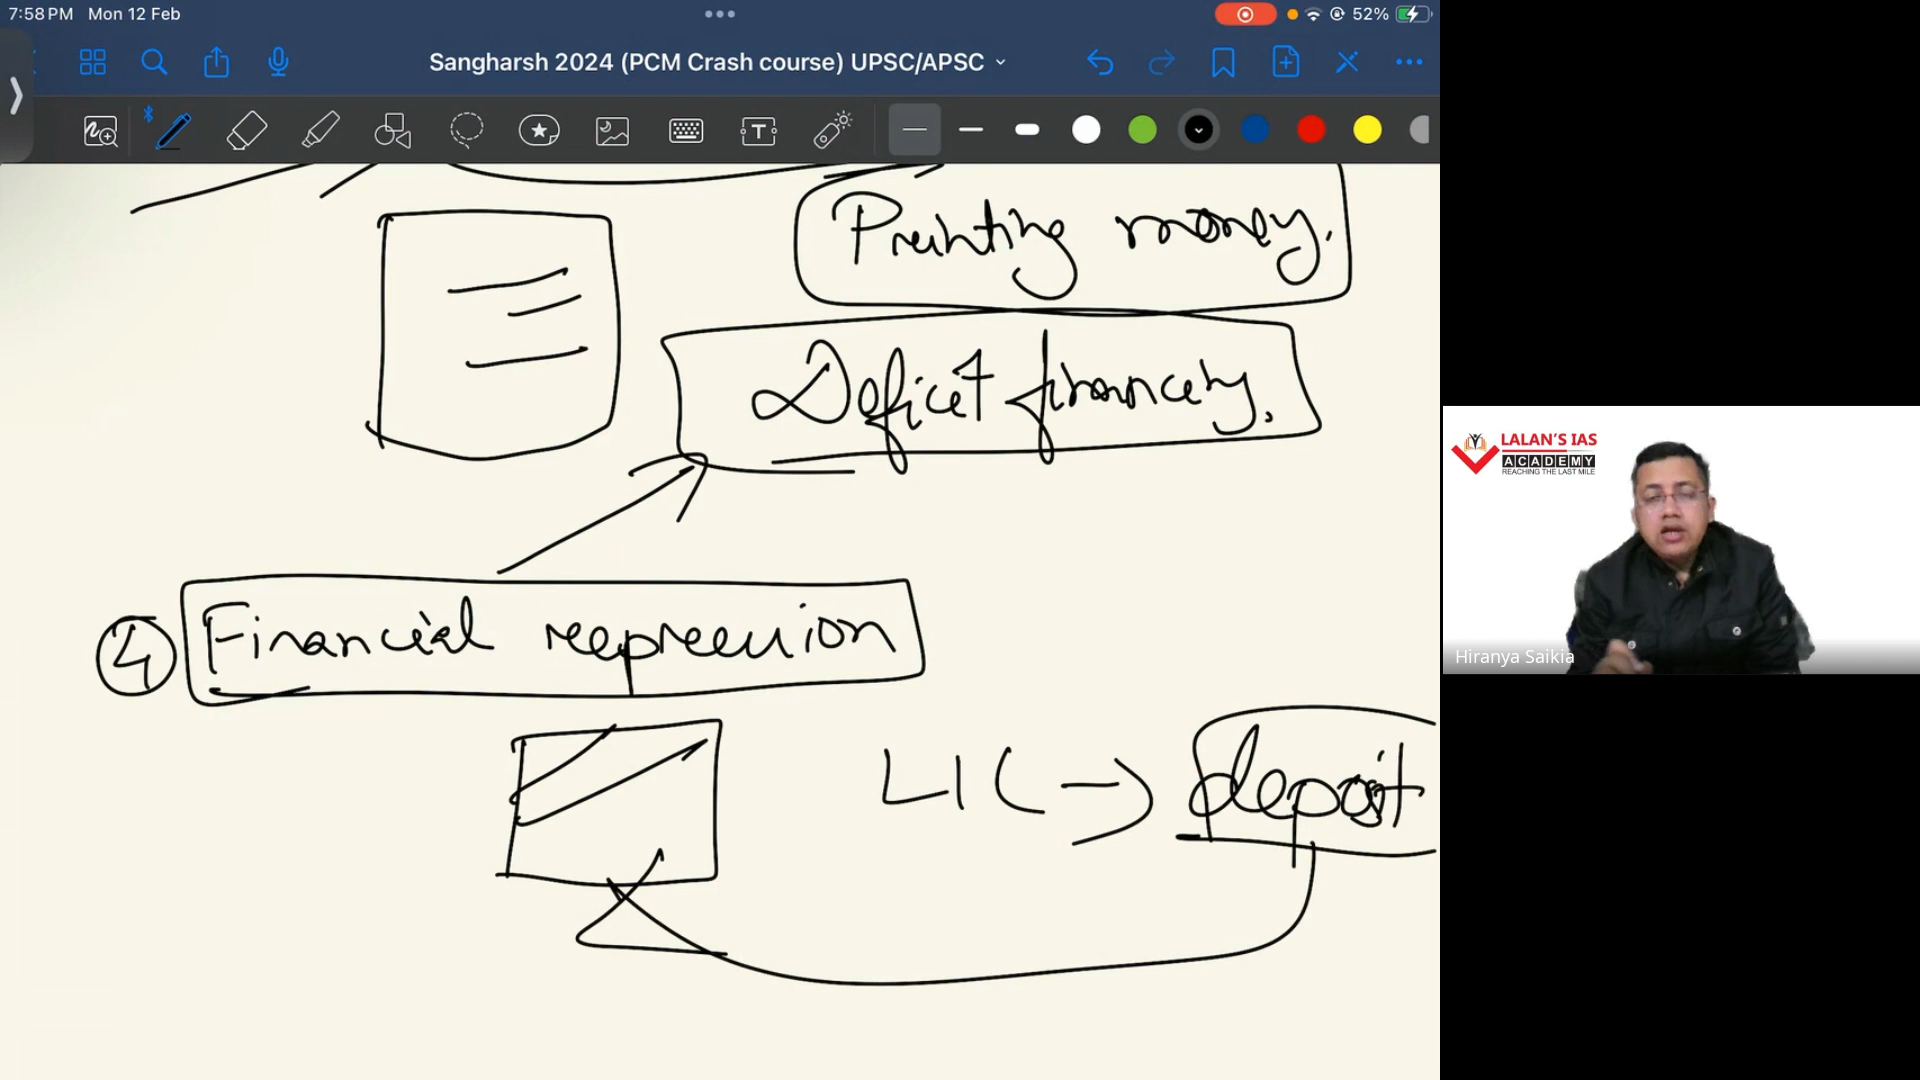 7:58 PM Mon 12 Feb
52%
Sangharsh 2024 (PCM Crash course) UPSC/APSC
Printing money.
Deficit financing.
4 Financial repression
LIC → deposit
LALAN'S IAS
ACADEMY
REACHING THE LAST MILE
Hiranya Saikia